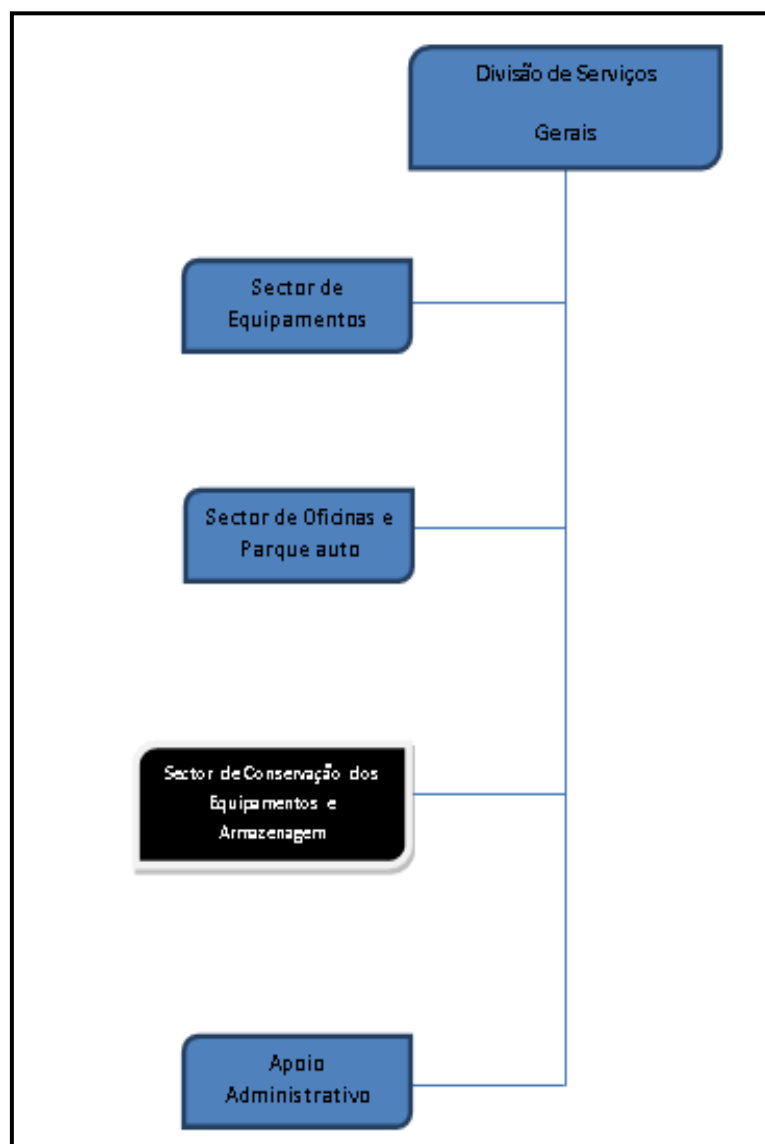 Divisão de Serviços
Gerais
Sector de
Equipamentos
Sector de Oficinas e
Parque auto
Sector de Conservação dos
Equipamentos e
Armazenagem
Apoio
Administrativo